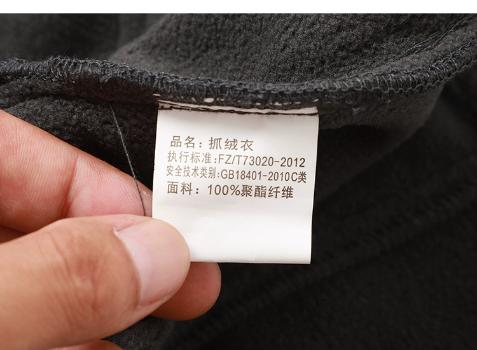 品名：抓绒衣
执行标准：FZ/T73020-2012
安全技术类别：GB18401-2010C类
面料：100%聚酯纤维